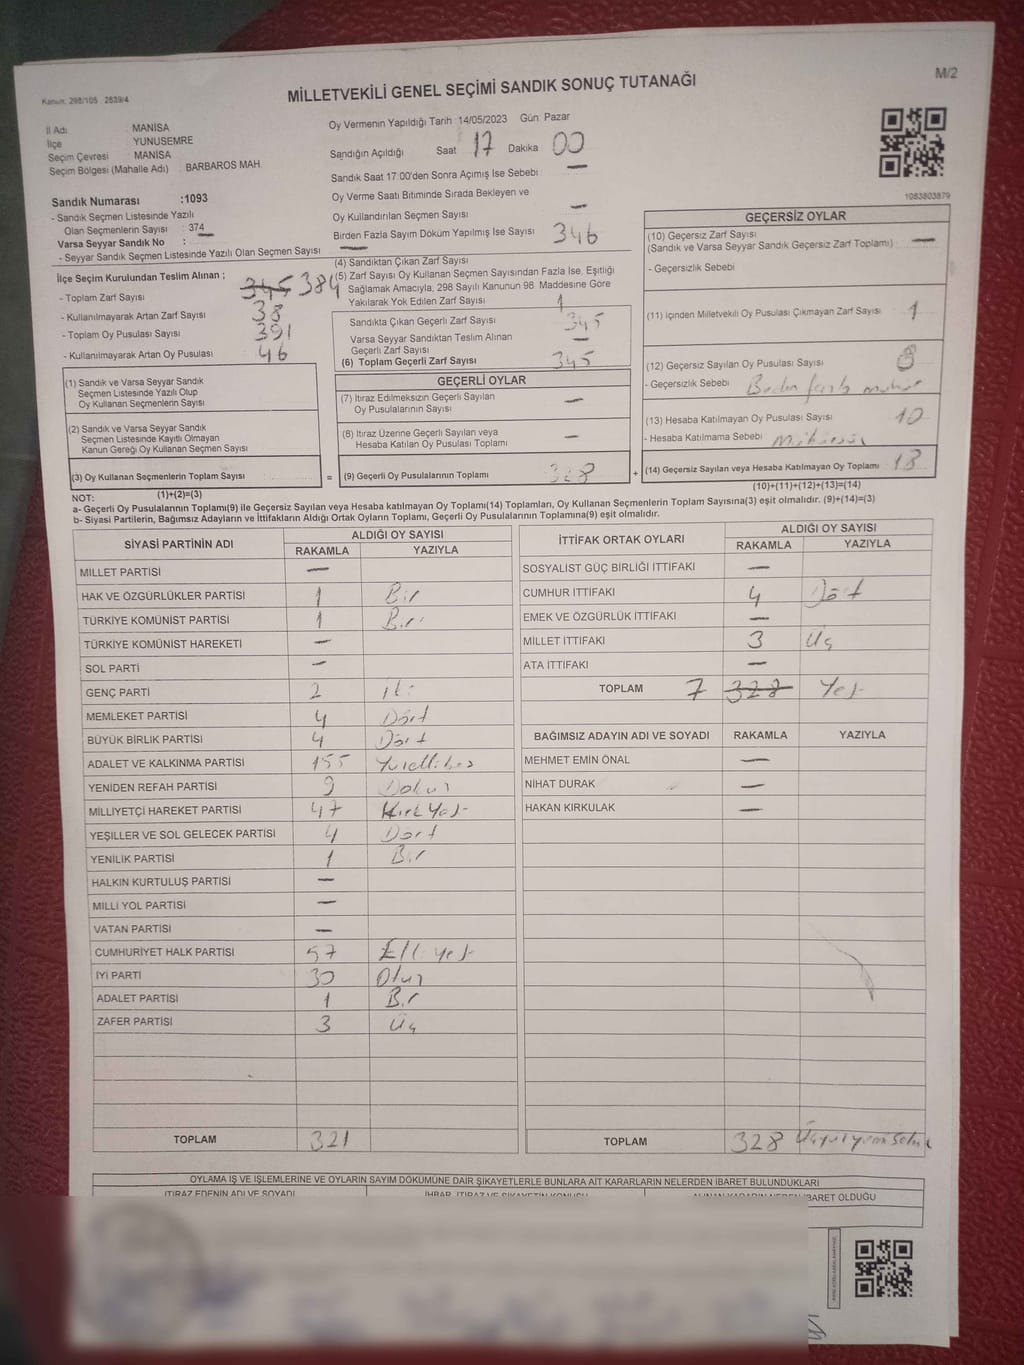 M/2
Kanun: 298/105 2839/4
MİLLETVEKİLİ GENEL SEÇİMİ SANDIK SONUÇ TUTANAĞI
İl Adı : MANİSA
İlçe YUNUSEMRE
Seçim Çevresi : MANİSA
Seçim Bölgesi (Mahalle Adı) : BARBAROS MAH.
Sandık Numarası :1093
- Sandık Seçmen Listesinde Yazılı
Olan Seçmenlerin Sayısı : 374
Varsa Seyyar Sandık No : —
- Seyyar Sandık Seçmen Listesinde Yazılı Olan Seçmen Sayısı —
Oy Vermenin Yapıldığı Tarih 14/05/2023 Gün Pazar
Sandığın Açıldığı Saat 17 Dakika 00
Sandık Saat 17:00'den Sonra Açımış İse Sebebi —
Oy Verme Saati Bitiminde Sırada Bekleyen ve
Oy Kullandırılan Seçmen Sayısı —
Birden Fazla Sayım Döküm Yapılmış İse Sayısı
346
1083803879
İlçe Seçim Kurulundan Teslim Alınan ;
- Toplam Zarf Sayısı 345 384
- Kullanılmayarak Artan Zarf Sayısı 38
- Toplam Oy Pusulası Sayısı 391
- Kullanılmayarak Artan Oy Pusulası 46
(4) Sandıktan Çıkan Zarf Sayısı
(5) Zarf Sayısı Oy Kullanan Seçmen Sayısından Fazla İse, Eşitliği
Sağlamak Amacıyla, 298 Sayılı Kanunun 98. Maddesine Göre
Yakılarak Yok Edilen Zarf Sayısı 1
Sandıkta Çıkan Geçerli Zarf Sayısı 345
Varsa Seyyar Sandıktan Teslim Alınan
Geçerli Zarf Sayısı —
(6) Toplam Geçerli Zarf Sayısı 345
GEÇERSİZ OYLAR
(10) Geçersiz Zarf Sayısı
(Sandık ve Varsa Seyyar Sandık Geçersiz Zarf Toplamı) —
- Geçersizlik Sebebi
(11) İçinden Milletvekili Oy Pusulası Çıkmayan Zarf Sayısı 1
(12) Geçersiz Sayılan Oy Pusulası Sayısı 8
- Geçersizlik Sebebi
(13) Hesaba Katılmayan Oy Pusulası Sayısı 10
- Hesaba Katılmama Sebebi
(14) Geçersiz Sayılan veya Hesaba Katılmayan Oy Toplamı 18
(10)+(11)+(12)+(13)=(14)
(1) Sandık ve Varsa Seyyar Sandık
Seçmen Listesinde Yazılı Olup
Oy Kullanan Seçmenlerin Sayısı
(2) Sandık ve Varsa Seyyar Sandık
Seçmen Listesinde Kayıtlı Olmayan
Kanun Gereği Oy Kullanan Seçmen Sayısı
(3) Oy Kullanan Seçmenlerin Toplam Sayısı =
(1)+(2)=(3)
GEÇERLİ OYLAR
(7) İtiraz Edilmeksizin Geçerli Sayılan
Oy Pusulalarının Sayısı —
(8) İtiraz Üzerine Geçerli Sayılan veya
Hesaba Katılan Oy Pusulası Toplamı —
(9) Geçerli Oy Pusulalarının Toplamı 328 +
NOT:
a- Geçerli Oy Pusulalarının Toplamı(9) ile Geçersiz Sayılan veya Hesaba katılmayan Oy Toplamı(14) Toplamları, Oy Kullanan Seçmenlerin Toplam Sayısına(3) eşit olmalıdır. (9)+(14)=(3)
b- Siyasi Partilerin, Bağımsız Adayların ve İttifakların Aldığı Ortak Oyların Toplamı, Geçerli Oy Pusulalarının Toplamına(9) eşit olmalıdır.
SİYASİ PARTİNİN ADI ALDIĞI OY SAYISI
RAKAMLA YAZIYLA
MİLLET PARTİSİ —
HAK VE ÖZGÜRLÜKLER PARTİSİ 1 Bir
TÜRKİYE KOMÜNİST PARTİSİ 1 Bir
TÜRKİYE KOMÜNİST HAREKETİ —
SOL PARTİ —
GENÇ PARTİ 2 İki
MEMLEKET PARTİSİ 4 Dört
BÜYÜK BİRLİK PARTİSİ 4 Dört
ADALET VE KALKINMA PARTİSİ 155 Yüzellibeş
YENİDEN REFAH PARTİSİ 9 Dokuz
MİLLİYETÇİ HAREKET PARTİSİ 47 Kırk Yedi
YEŞİLLER VE SOL GELECEK PARTİSİ 4 Dört
YENİLİK PARTİSİ 1 Bir
HALKIN KURTULUŞ PARTİSİ —
MİLLİ YOL PARTİSİ —
VATAN PARTİSİ —
CUMHURİYET HALK PARTİSİ 57 Elli yedi
İYİ PARTİ 30 Otuz
ADALET PARTİSİ 1 Bir
ZAFER PARTİSİ 3 Üç
TOPLAM 321
İTTİFAK ORTAK OYLARI ALDIĞI OY SAYISI
RAKAMLA YAZIYLA
SOSYALİST GÜÇ BİRLİĞİ İTTİFAKI —
CUMHUR İTTİFAKI 4 Dört
EMEK VE ÖZGÜRLÜK İTTİFAKI —
MİLLET İTTİFAKI 3 Üç
ATA İTTİFAKI —
TOPLAM 7 328 Yedi
BAĞIMSIZ ADAYIN ADI VE SOYADI RAKAMLA YAZIYLA
MEHMET EMİN ÖNAL —
NİHAT DURAK —
HAKAN KIRKULAK —
TOPLAM 328
OYLAMA İŞ VE İŞLEMLERİNE VE OYLARIN SAYIM DÖKÜMÜNE DAİR ŞİKAYETLERLE BUNLARA AİT KARARLARIN NELERDEN İBARET BULUNDUKLARI
İTİRAZ EDENİN ADI VE SOYADI
İBARET OLDUĞU